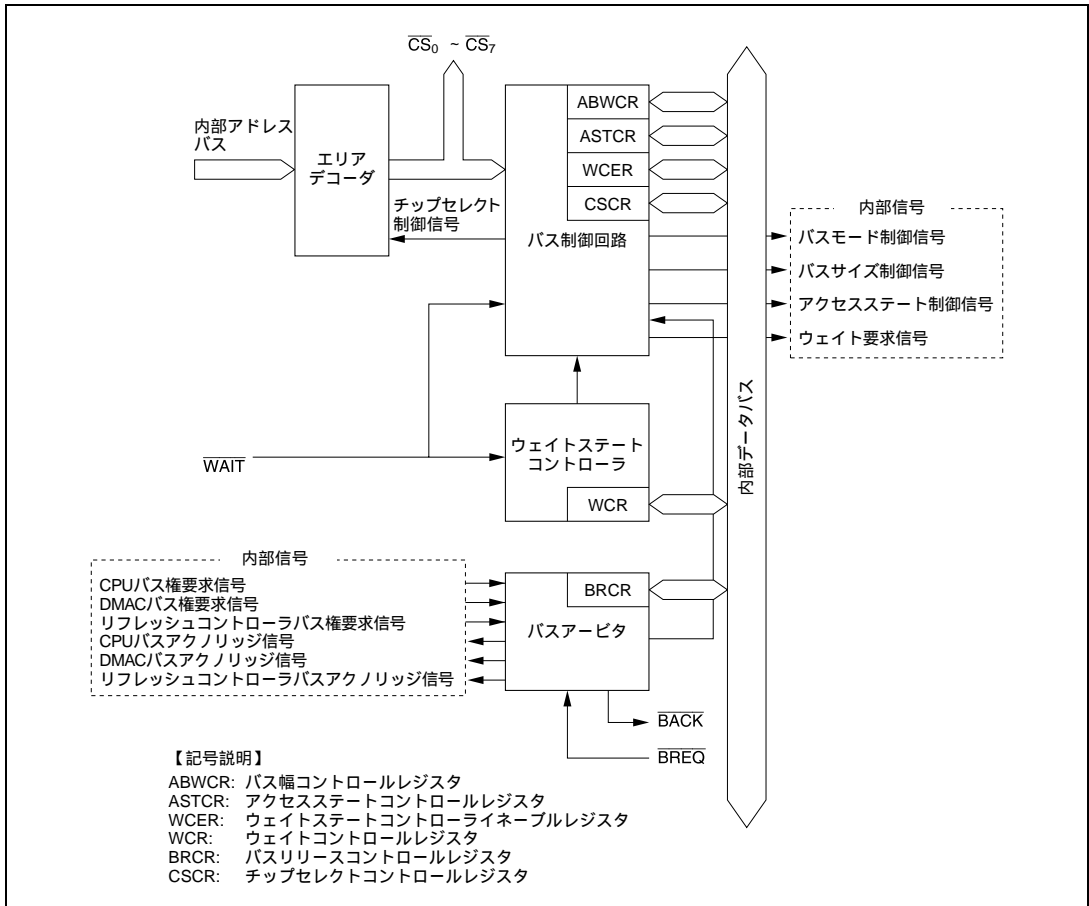 C̅S̅₀ ~ C̅S̅₇
内部アドレス
バス
エリア
デコーダ
チップセレクト
制御信号
ABWCR
ASTCR
WCER
CSCR
バス制御回路
内部信号
バスモード制御信号
バスサイズ制御信号
アクセスステート制御信号
ウェイト要求信号
内部データバス
W̅A̅I̅T̅
ウェイトステート
コントローラ
WCR
内部信号
CPUバス権要求信号
DMACバス権要求信号
リフレッシュコントローラバス権要求信号
CPUバスアクノリッジ信号
DMACバスアクノリッジ信号
リフレッシュコントローラバスアクノリッジ信号
BRCR
バスアービタ
B̅A̅C̅K̅
B̅R̅E̅Q̅
【記号説明】
ABWCR: バス幅コントロールレジスタ
ASTCR: アクセスステートコントロールレジスタ
WCER: ウェイトステートコントローライネーブルレジスタ
WCR: ウェイトコントロールレジスタ
BRCR: バスリリースコントロールレジスタ
CSCR: チップセレクトコントロールレジスタ